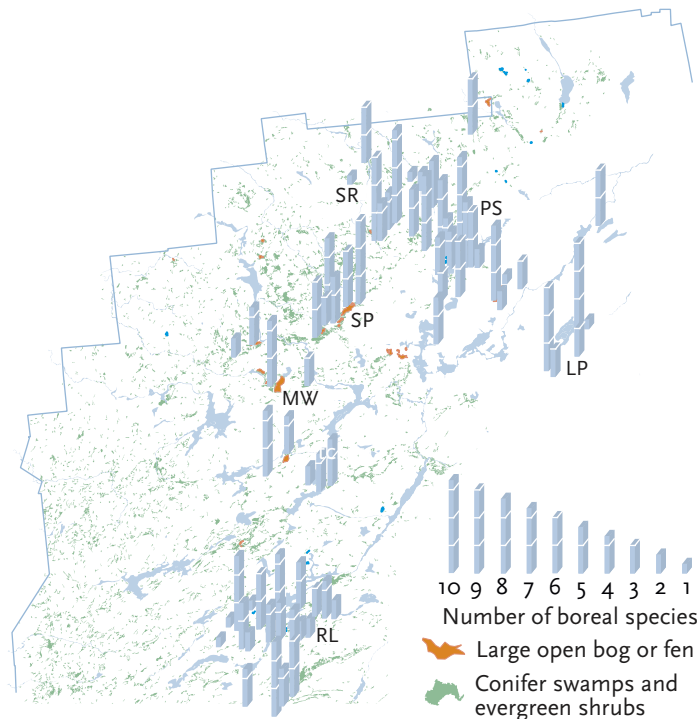 SR
PS
SP
LP
MW
RL
10 9 8 7 6 5 4 3 2 1
Number of boreal species
Large open bog or fen
Conifer swamps and
evergreen shrubs